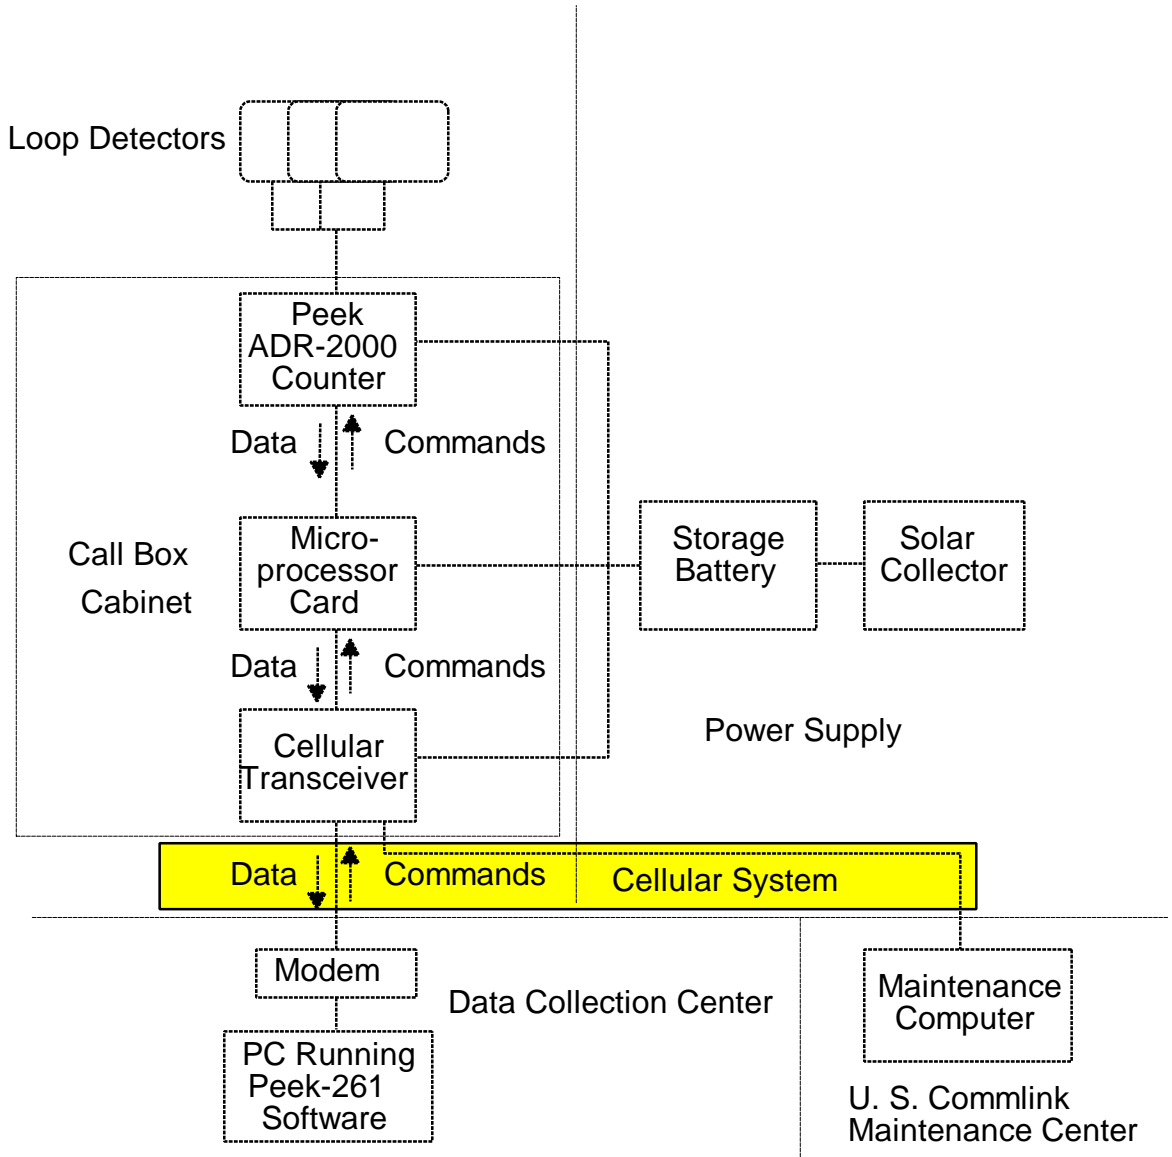 Loop Detectors
Peek
ADR-2000
Counter
Data
Commands
Call Box
Cabinet
Micro-
processor
Card
Storage
Battery
Solar
Collector
Data
Commands
Cellular
Transceiver
Power Supply
Data
Commands
Cellular System
Modem
Data Collection Center
PC Running
Peek-261
Software
Maintenance
Computer
U. S. Commlink
Maintenance Center